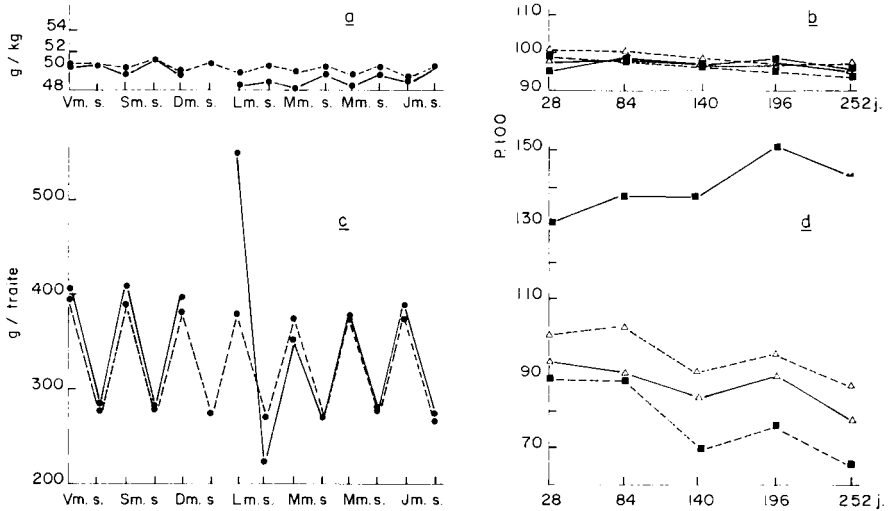 a
g / kg
54
52
50
48
Vm. s. Sm. s. Dm. s. Lm. s. Mm. s. Mm. s. Jm. s.
b
110
100
90
28 84 140 196 252 j.
c
g / traite
500
400
300
200
Vm. s. Sm. s. Dm. s. Lm. s. Mm. s. Mm. s. Jm. s.
d
P.100
150
130
110
90
70
28 84 140 196 252 j.